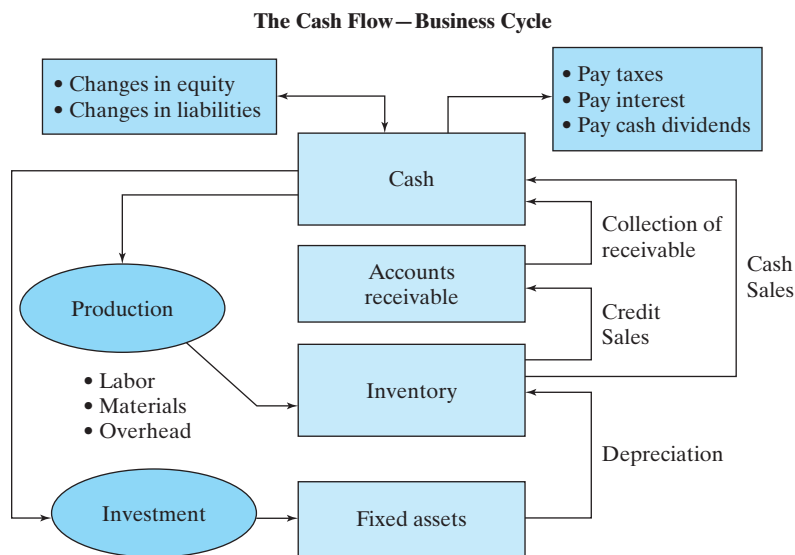 The Cash Flow—Business Cycle
• Changes in equity
• Changes in liabilities
• Pay taxes
• Pay interest
• Pay cash dividends
Cash
Collection of
receivable
Accounts
receivable
Cash
Sales
Production
Credit
Sales
• Labor
• Materials
• Overhead
Inventory
Depreciation
Investment
Fixed assets